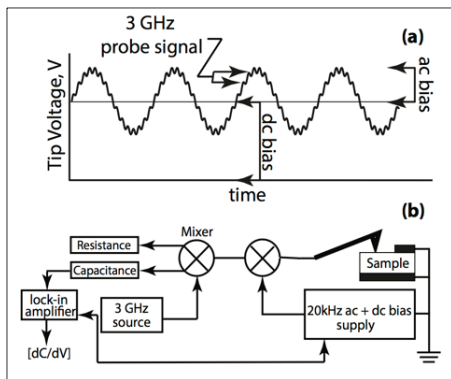 3 GHz
probe signal
(a)
Tip Voltage, V
ac bias
dc bias
time
(b)
Mixer
Resistance
Capacitance
Sample
lock-in
amplifier
3 GHz
source
20kHz ac + dc bias
supply
[dC/dV]